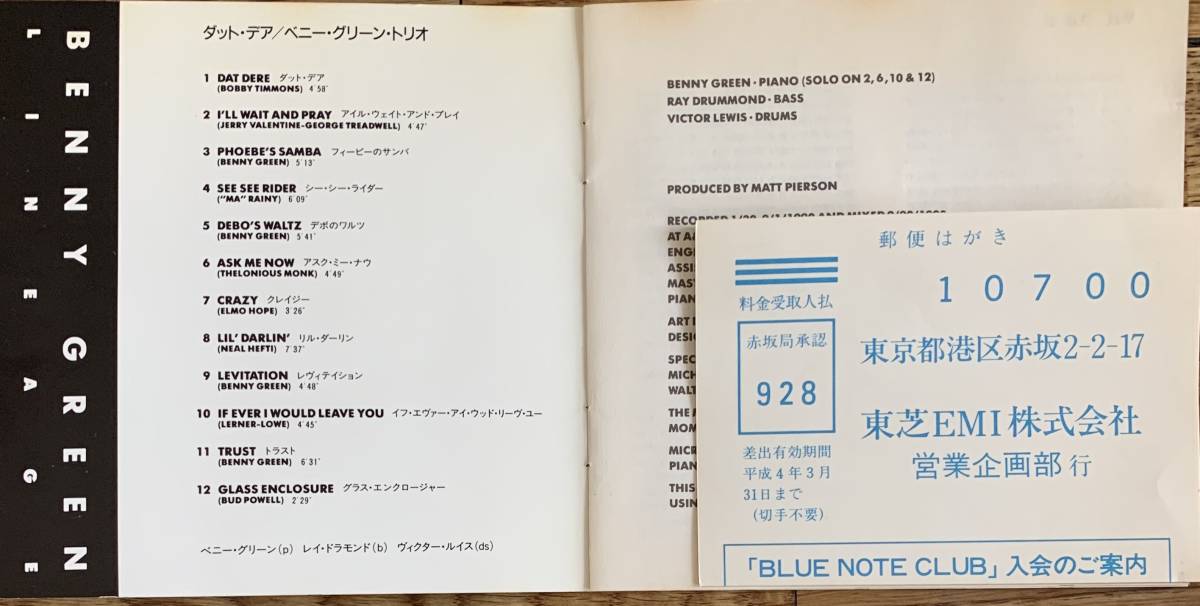 BENNY GREEN
LINEAGE
ダット・デア/ベニー・グリーン・トリオ
1 DAT DERE ダット・デア
(BOBBY TIMMONS) 4′58″
2 I'LL WAIT AND PRAY アイル・ウェイト・アンド・プレイ
(JERRY VALENTINE-GEORGE TREADWELL) 4′47″
3 PHOEBE'S SAMBA フィービーのサンバ
(BENNY GREEN) 5′13″
4 SEE SEE RIDER シー・シー・ライダー
("MA" RAINY) 6′09″
5 DEBO'S WALTZ デボのワルツ
(BENNY GREEN) 5′41″
6 ASK ME NOW アスク・ミー・ナウ
(THELONIOUS MONK) 4′49″
7 CRAZY クレイジー
(ELMO HOPE) 3′26″
8 LIL' DARLIN' リル・ダーリン
(NEAL HEFTI) 7′37″
9 LEVITATION レヴィテイション
(BENNY GREEN) 4′48″
10 IF EVER I WOULD LEAVE YOU イフ・エヴァー・アイ・ウッド・リーヴ・ユー
(LERNER-LOWE) 4′45″
11 TRUST トラスト
(BENNY GREEN) 6′31″
12 GLASS ENCLOSURE グラス・エンクロージャー
(BUD POWELL) 2′29″
ベニー・グリーン(p) レイ・ドラモンド(b) ヴィクター・ルイス(ds)
BENNY GREEN・PIANO (SOLO ON 2, 6, 10 & 12)
RAY DRUMMOND・BASS
VICTOR LEWIS・DRUMS
PRODUCED BY MATT PIERSON
AT
ENG
ASSI
MAS
PIAN
ART
DESI
SPEC
MICH
WALT
THE
MOM
MICR
PIAN
THIS
USIN
郵便はがき
10700
料金受取人払
赤坂局承認
928
差出有効期間
平成4年3月
31日まで
(切手不要)
東京都港区赤坂2-2-17
東芝EMI株式会社
営業企画部 行
「BLUE NOTE CLUB」入会のご案内